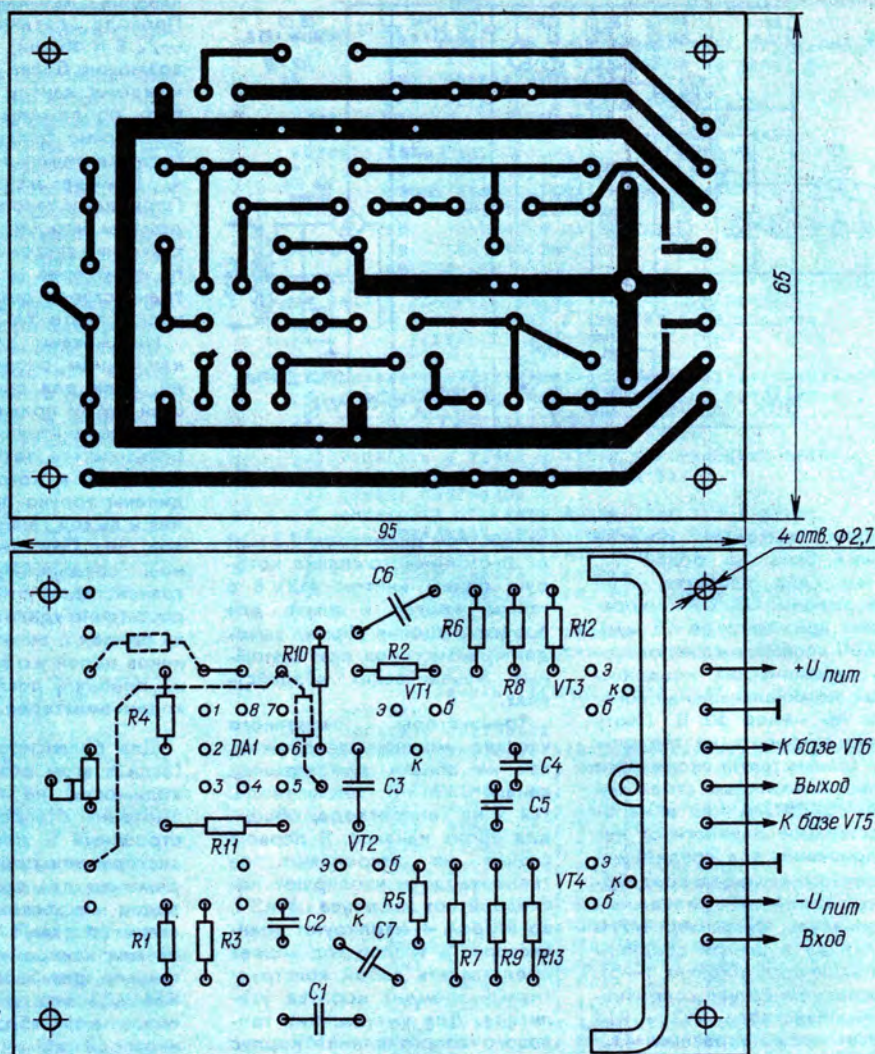 65
95
4 отв. Ф2,7
C6
R10
R6
R12
R2
R8
VT3
э
к
+Uпит
R4
1
8
7
VT1
э
б
б
2
DA1
6
к
К базе VT6
C4
3
4
5
C3
C5
Выход
R11
К базе VT5
VT2
э
б
VT4
э
к
R5
к
б
-Uпит
R1
R3
C2
C7
R7
R9
R13
Вход
C1